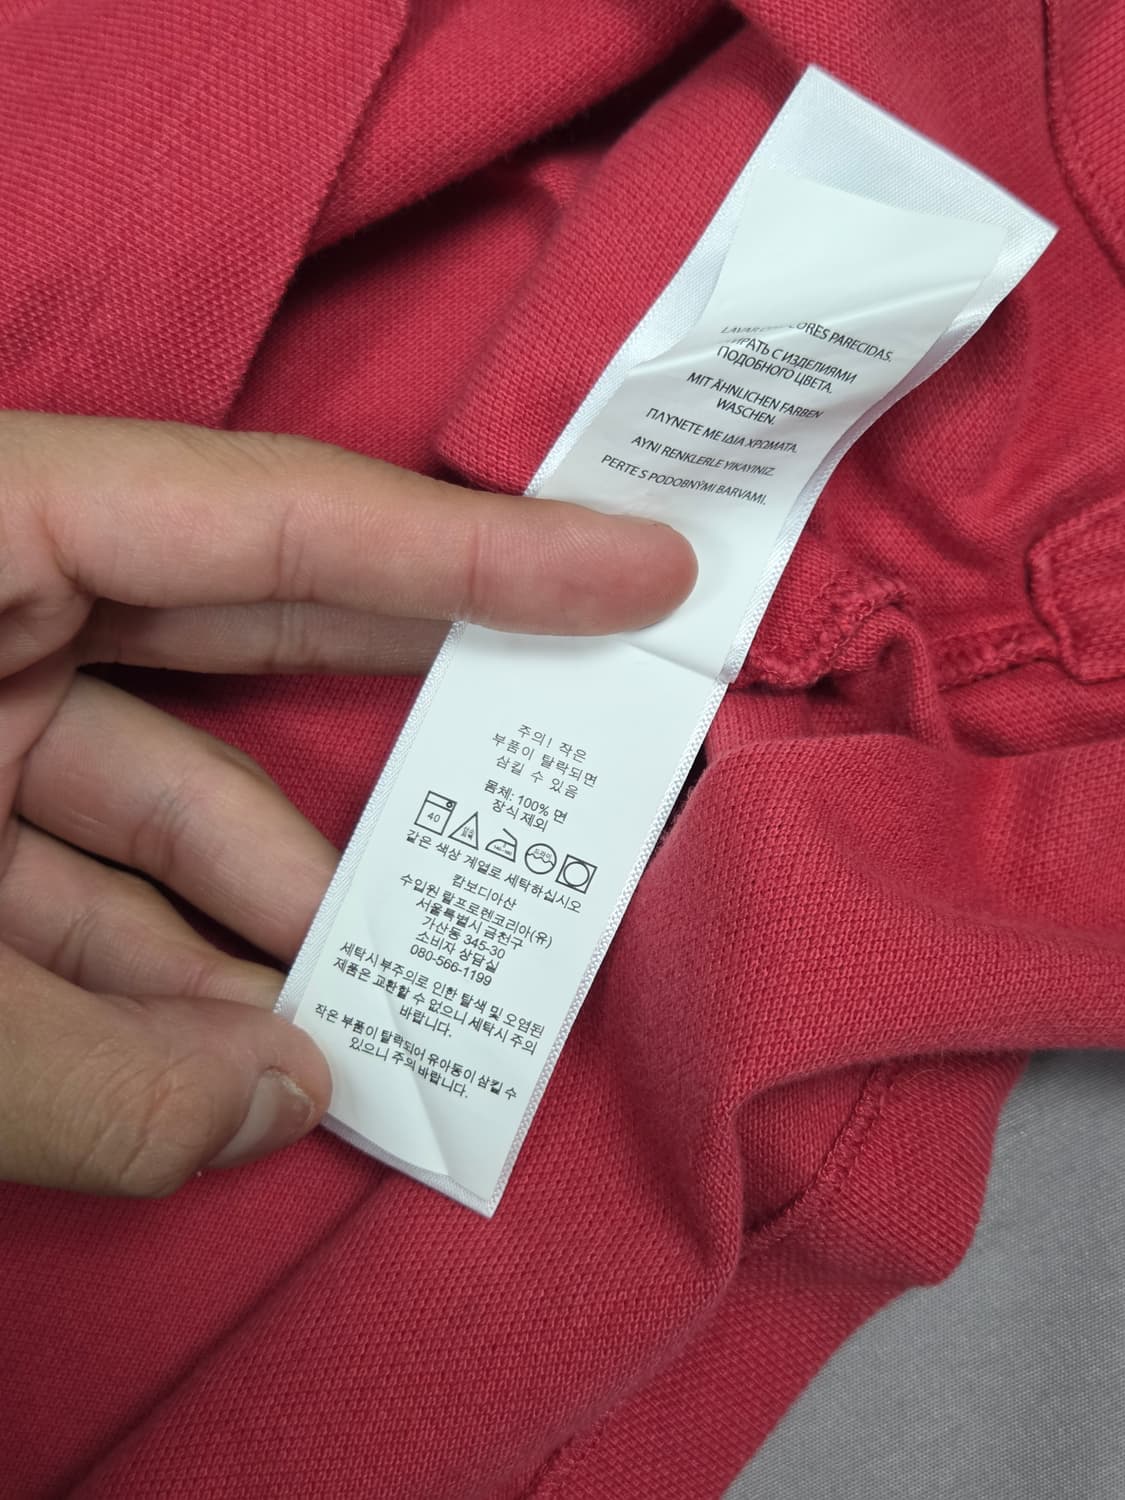 LAVAR CORES PARECIDAS.
СТИРАТЬ С ИЗДЕЛИЯМИ
ПОДОБНОГО ЦВЕТА.
MIT ÄHNLICHEN FARBEN
WASCHEN.
ΠΛΥΝΕΤΕ ΜΕ ΙΔΙΑ ΧΡΩΜΑΤΑ.
AYNI RENKLERLE YIKAYINIZ.
PERTE S PODOBNÝMI BARVAMI.
주의! 작은
부품이 탈락되면
삼킬 수 있음
몸체: 100% 면
장식 제외
40
드라이
같은 색상 계열로 세탁하십시오
캄보디아산
수입원 랄프로렌코리아(유)
서울특별시 금천구
가산동 345-30
소비자 상담실
080-566-1199
세탁시 부주의로 인한 탈색 및 오염된
제품은 교환할 수 없으니 세탁시 주의
바랍니다.
작은 부품이 탈락되어 유아동이 삼킬 수
있으니 주의 바랍니다.